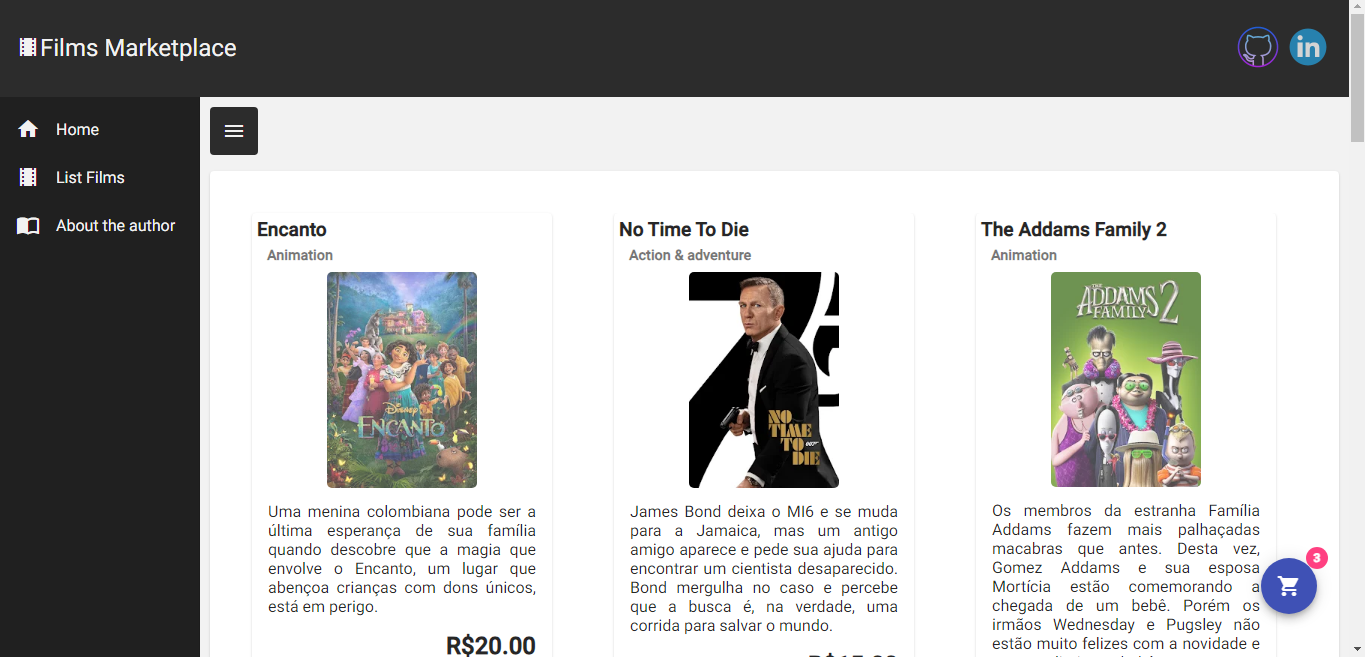 Films Marketplace
in
Home
List Films
About the author
Encanto
Animation
Disney
ENCANTO
Uma menina colombiana pode ser a
última esperança de sua família
quando descobre que a magia que
envolve o Encanto, um lugar que
abençoa crianças com dons únicos,
está em perigo.
R$20.00
No Time To Die
Action & adventure
NO
TIME
TO 007
DIE
James Bond deixa o MI6 e se muda
para a Jamaica, mas um antigo
amigo aparece e pede sua ajuda para
encontrar um cientista desaparecido.
Bond mergulha no caso e percebe
que a busca é, na verdade, uma
corrida para salvar o mundo.
The Addams Family 2
Animation
THE
ADDAMS
FAMILY 2
Os membros da estranha Família
Addams fazem mais palhaçadas
macabras que antes. Desta vez,
Gomez Addams e sua esposa
Mortícia estão comemorando a
chegada de um bebê. Porém os
irmãos Wednesday e Pugsley não
estão muito felizes com a novidade e
3